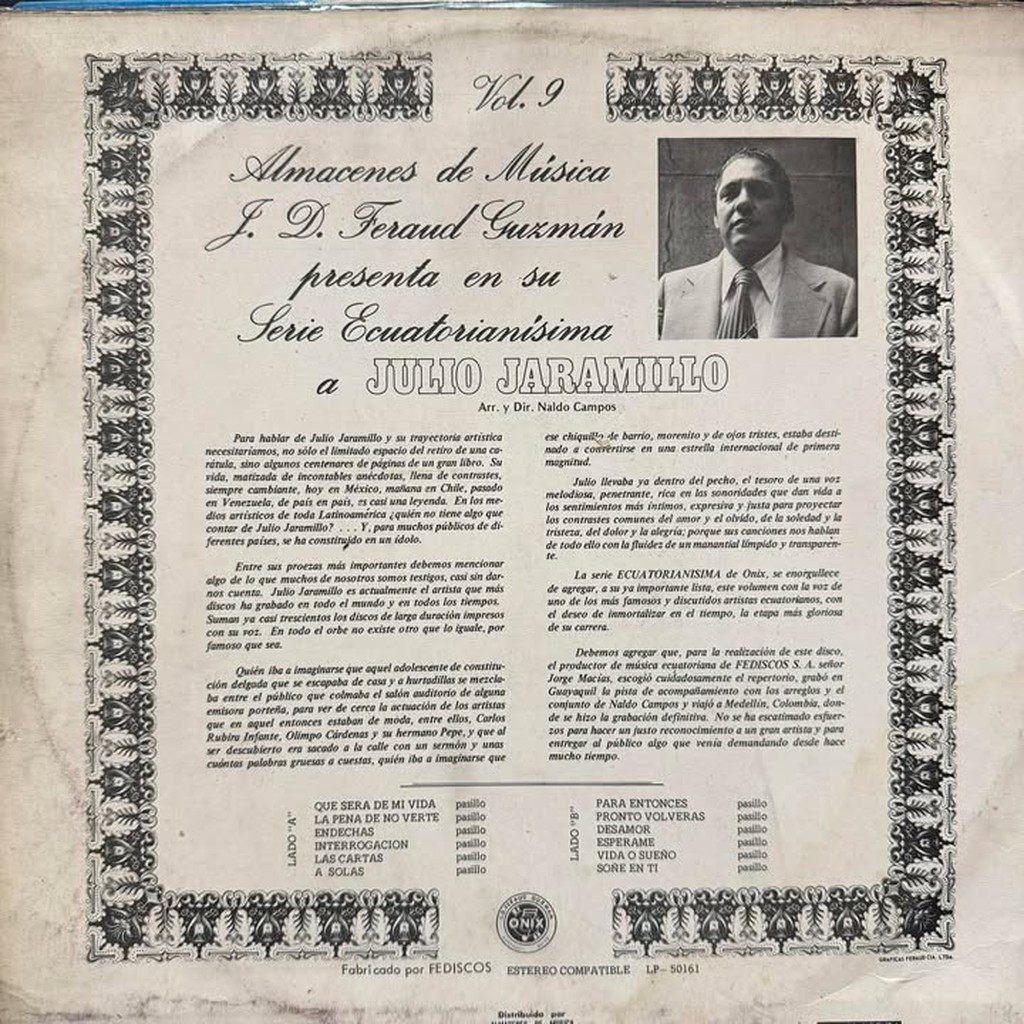 Vol. 9
Almacenes de Música
J. D. Feraud Guzmán
presenta en su
Serie Ecuatorianísima
a JULIO JARAMILLO
Arr. y Dir. Naldo Campos
Para hablar de Julio Jaramillo y su trayectoria artística
necesitaríamos, no sólo el limitado espacio del retiro de una ca-
rátula, sino algunos centenares de páginas de un gran libro. Su
vida, matizada de incontables anécdotas, llena de contrastes,
siempre cambiante, hoy en México, mañana en Chile, pasado
en Venezuela, de país en país, es casi una leyenda. En los me-
dios artísticos de toda Latinoamérica ¿quién no tiene algo que
contar de Julio Jaramillo? . . . Y, para muchos públicos de di-
ferentes países, se ha constituído en un ídolo.
Entre sus proezas más importantes debemos mencionar
algo de lo que muchos de nosotros somos testigos, casi sin dar-
nos cuenta. Julio Jaramillo es actualmente el artista que más
discos ha grabado en todo el mundo y en todos los tiempos.
Suman ya casi trescientos los discos de larga duración impresos
con su voz. En todo el orbe no existe otro que lo iguale, por
famoso que sea.
Quién iba a imaginarse que aquel adolescente de constitu-
ción delgada que se escapaba de casa y a hurtadillas se mezcla-
ba entre el público que colmaba el salón auditorio de alguna
emisora porteña, para ver de cerca la actuación de los artistas
que en aquel entonces estaban de moda, entre ellos, Carlos
Rubira Infante, Olimpo Cárdenas y su hermano Pepe, y que al
ser descubierto era sacado a la calle con un sermón y unas
cuántas palabras gruesas a cuestas, quién iba a imaginarse que
ese chiquillo de barrio, morenito y de ojos tristes, estaba desti-
nado a convertirse en una estrella internacional de primera
magnitud.
Julio llevaba ya dentro del pecho, el tesoro de una voz
melodiosa, penetrante, rica en las sonoridades que dan vida a
los sentimientos más íntimos, expresiva y justa para proyectar
los contrastes comunes del amor y el olvido, de la soledad y la
tristeza, del dolor y la alegría; porque sus canciones nos hablan
de todo ello con la fluidez de un manantial límpido y transparen-
te.
La serie ECUATORIANISIMA de Onix, se enorgullece
de agregar, a su ya importante lista, este volumen con la voz de
uno de los más famosos y discutidos artistas ecuatorianos, con
el deseo de inmortalizar en el tiempo, la etapa más gloriosa
de su carrera.
Debemos agregar que, para la realización de este disco,
el productor de música ecuatoriana de FEDISCOS S. A. señor
Jorge Macías, escogió cuidadosamente el repertorio, grabó en
Guayaquil la pista de acompañamiento con los arreglos y el
conjunto de Naldo Campos y viajó a Medellín, Colombia, don-
de se hizo la grabación definitiva. No se ha escatimado esfuer-
zos para hacer un justo reconocimiento a un gran artista y para
entregar al público algo que venía demandando desde hace
mucho tiempo.
LADO "A"
QUE SERA DE MI VIDA pasillo
LA PENA DE NO VERTE pasillo
ENDECHAS pasillo
INTERROGACION pasillo
LAS CARTAS pasillo
A SOLAS pasillo
LADO "B"
PARA ENTONCES pasillo
PRONTO VOLVERAS pasillo
DESAMOR pasillo
ESPERAME pasillo
VIDA O SUEÑO pasillo
SOÑE EN TI pasillo
FERAUD GUZMAN
ONIX
GRAFICAS FERAUD CIA. LTDA.
Fabricado por FEDISCOS ESTEREO COMPATIBLE LP-50161
Distribuido por
ALMACENES DE MUSICA